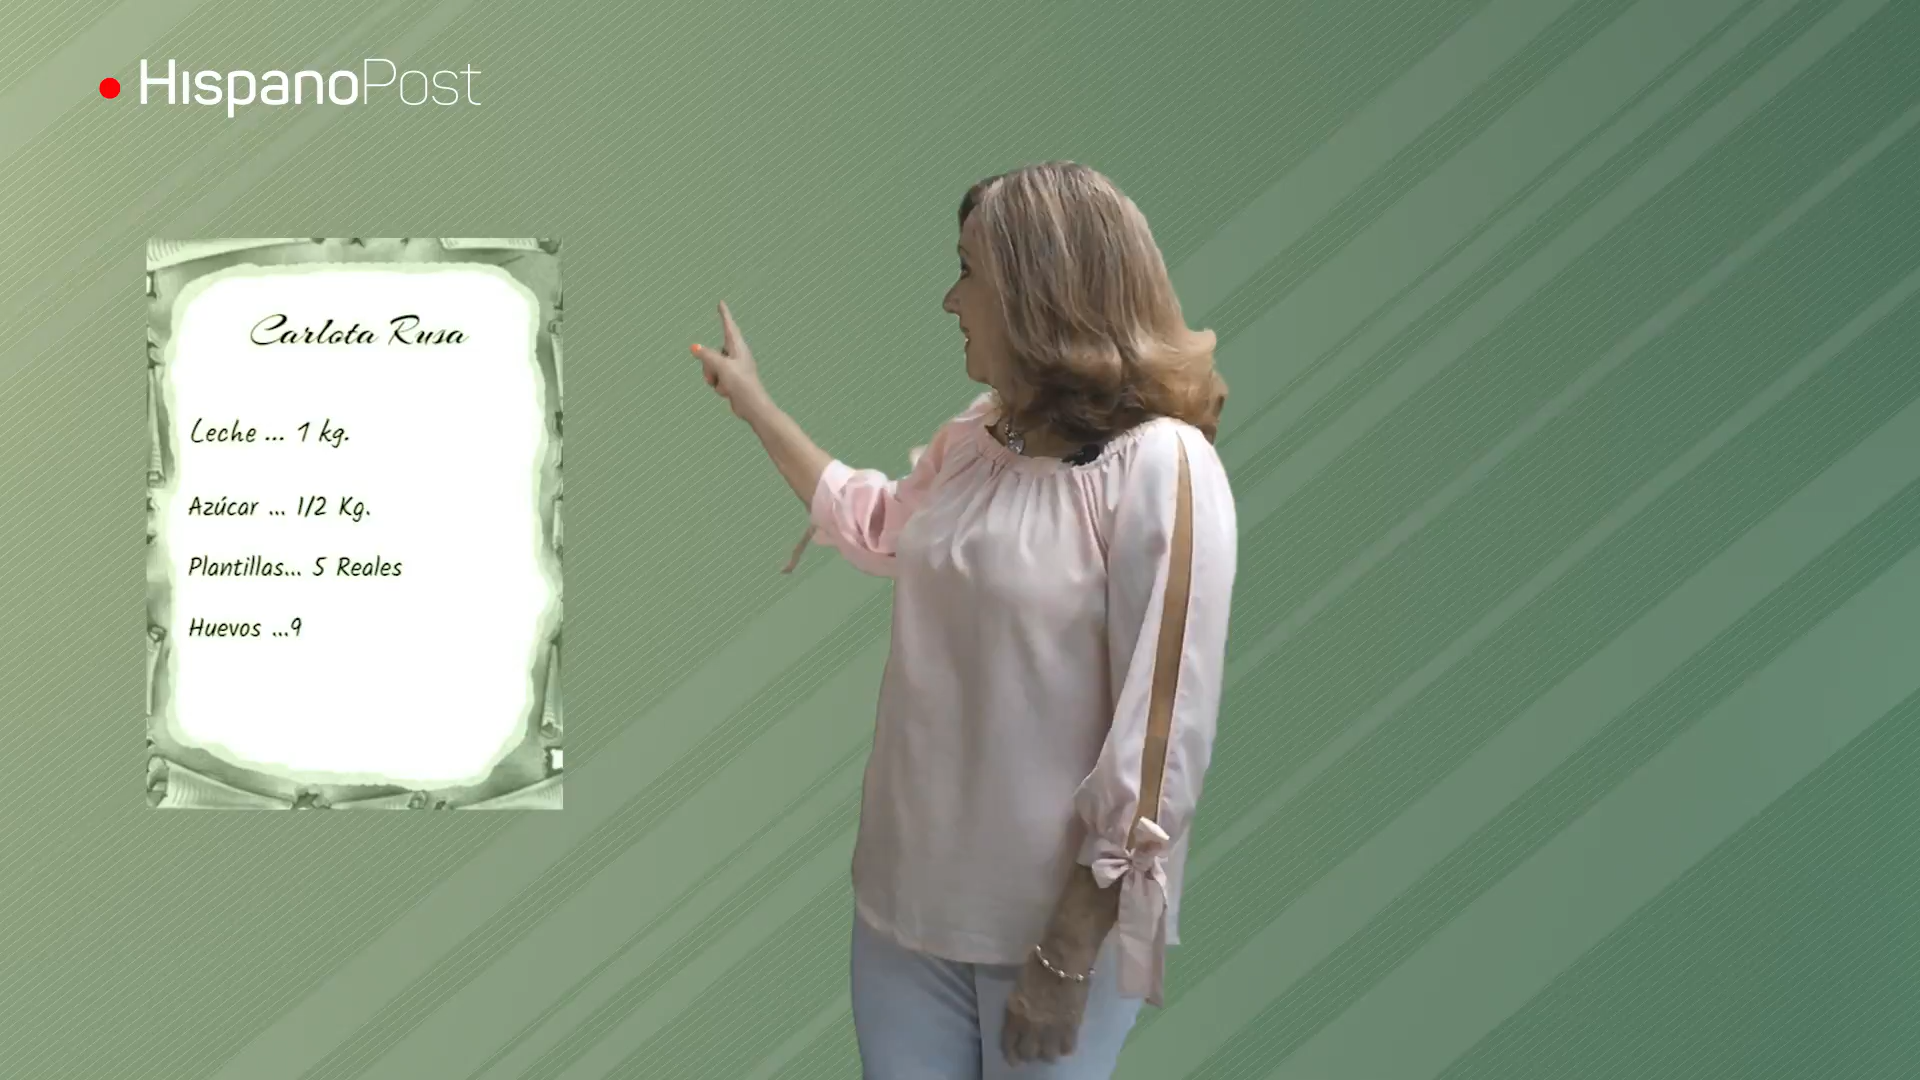 HispanoPost
Carlota Rusa
Leche ... 1 kg.
Azúcar ... 1/2 Kg.
Plantillas... 5 Reales
Huevos ...9